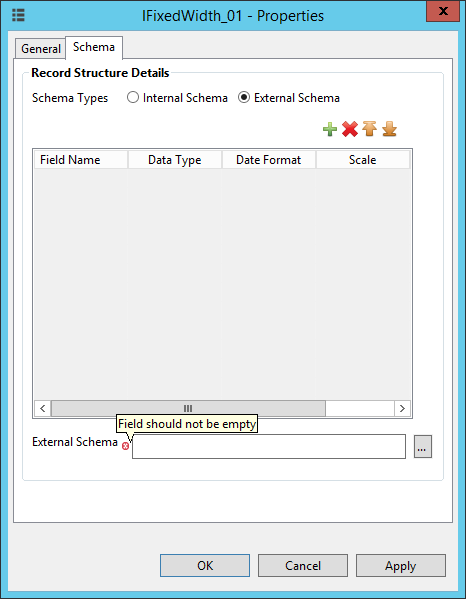 IFixedWidth_01 - Properties
General Schema
Record Structure Details
Schema Types Internal Schema External Schema
Field Name Data Type Date Format Scale
Field should not be empty
External Schema ...
OK Cancel Apply